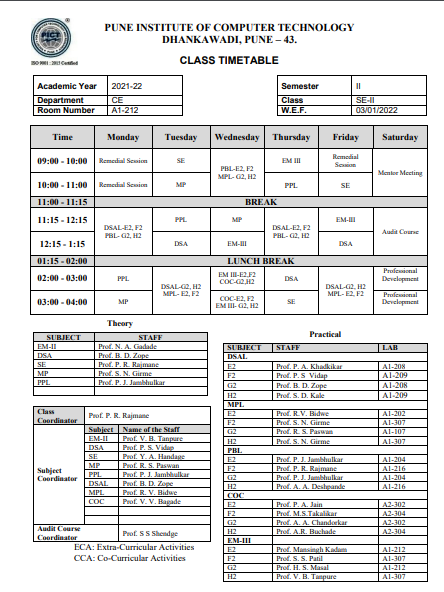 PUNE INSTITUTE OF COMPUTER TECHNOLOGY
DHANKAWADI, PUNE – 43.
PICT
ISO 9001 : 2015 Certified
CLASS TIMETABLE
Academic Year 2021-22
Department CE
Room Number A1-212
Semester II
Class SE-II
W.E.F. 03/01/2022
Time Monday Tuesday Wednesday Thursday Friday Saturday
09:00 - 10:00 Remedial Session SE PBL-E2, F2 MPL- G2, H2 EM III Remedial Session Mentor Meeting
10:00 - 11:00 Remedial Session MP PPL SE
11:00 - 11:15 BREAK
11:15 - 12:15 DSAL-E2, F2 PBL- G2, H2 PPL MP DSAL-E2, F2 PBL- G2, H2 EM-III Audit Course
12:15 - 1:15 DSA EM-III DSA
01:15 - 02:00 LUNCH BREAK
02:00 - 03:00 PPL DSAL-G2, H2 MPL- E2, F2 EM III-E2,F2 COC-G2,H2 DSA DSAL-G2, H2 MPL- E2, F2 Professional Development
03:00 - 04:00 MP COC-E2, F2 EM III- G2, H2 SE Professional Development
Theory
SUBJECT STAFF
EM-II Prof. N. A. Gadade
DSA Prof. B. D. Zope
SE Prof. P. R. Rajmane
MP Prof. S. N. Girme
PPL Prof. P. J. Jambhulkar
Class Coordinator Prof. P. R. Rajmane
Subject Coordinator
Subject Name of the Staff
EM-II Prof. V. B. Tanpure
DSA Prof. P. S. Vidap
SE Prof. Y. A. Handage
MP Prof. R. S. Paswan
PPL Prof. P. J. Jambhulkar
DSAL Prof. B. D. Zope
MPL Prof. R. V. Bidwe
COC Prof. V. V. Bagade
Audit Course Coordinator Prof. S S Shendge
ECA: Extra-Curricular Activities
CCA: Co-Curricular Activities
Practical
SUBJECT STAFF LAB
DSAL
E2 Prof. P. A. Khadkikar A1-208
F2 Prof. P. S Vidap A1-209
G2 Prof. B. D. Zope A1-208
H2 Prof. S. D. Kale A1-209
MPL
E2 Prof. R.V. Bidwe A1-202
F2 Prof. S. N. Girme A1-307
G2 Prof. R. S. Paswan A1-107
H2 Prof. S. N. Girme A1-307
PBL
E2 Prof. P. J. Jambhulkar A1-204
F2 Prof. P. R. Rajmane A1-216
G2 Prof. P. J. Jambhulkar A1-204
H2 Prof. A. A. Deshpande A1-216
COC
E2 Prof. P. A. Jain A2-302
F2 Prof. M.S.Takalikar A2-304
G2 Prof. A. A. Chandorkar A2-302
H2 Prof. A.R. Buchade A2-304
EM-III
E2 Prof. Mansingh Kadam A1-212
F2 Prof. S. S. Patil A1-307
G2 Prof. H. S. Masal A1-212
H2 Prof. V. B. Tanpure A1-307